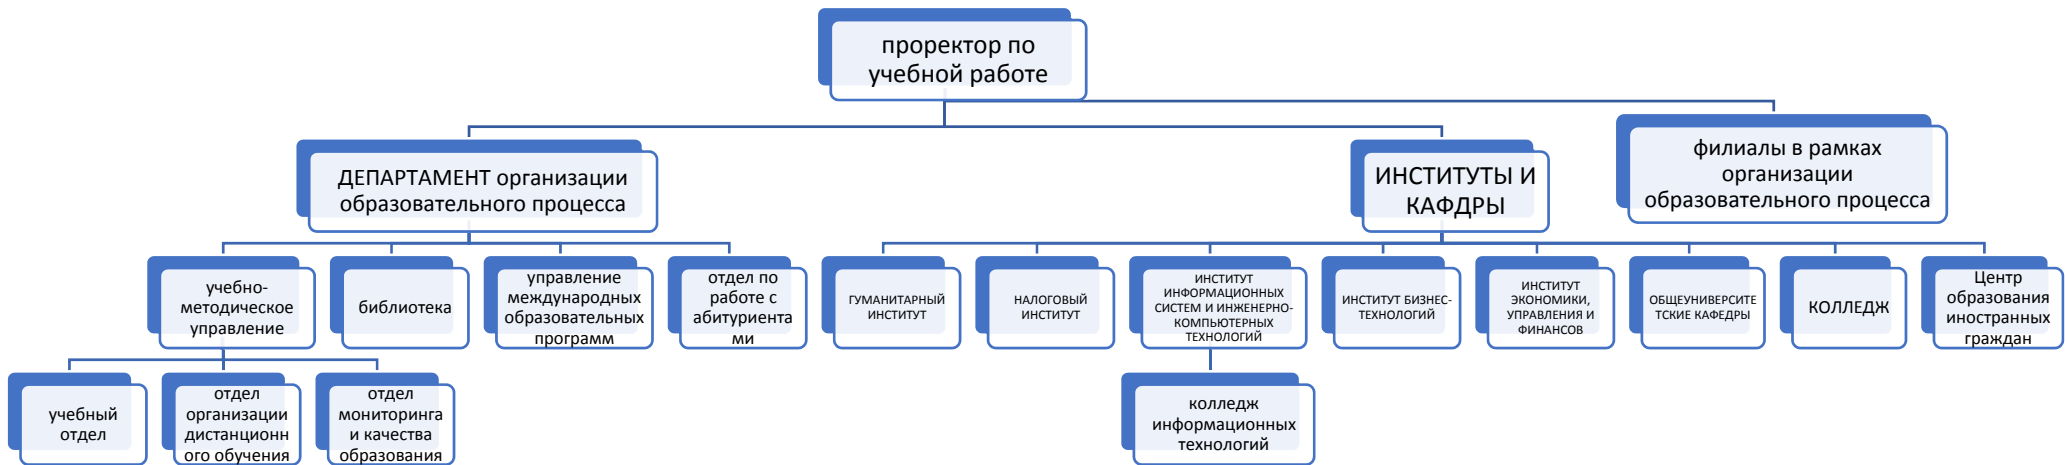 проректор по
учебной работе
ДЕПАРТАМЕНТ организации
образовательного процесса
ИНСТИТУТЫ И
КАФДРЫ
филиалы в рамках
организации
образовательного процесса
учебно-
методическое
управление
библиотека
управление
международных
образовательных
программ
отдел по
работе с
абитуриента
ми
ГУМАНИТАРНЫЙ
ИНСТИТУТ
НАЛОГОВЫЙ
ИНСТИТУТ
ИНСТИТУТ
ИНФОРМАЦИОННЫХ
СИСТЕМ И ИНЖЕНЕРНО-
КОМПЬЮТЕРНЫХ
ТЕХНОЛОГИЙ
ИНСТИТУТ БИЗНЕС-
ТЕХНОЛОГИЙ
ИНСТИТУТ
ЭКОНОМИКИ,
УПРАВЛЕНИЯ И
ФИНАНСОВ
ОБЩЕУНИВЕРСИТЕ
ТСКИЕ КАФЕДРЫ
КОЛЛЕДЖ
Центр
образования
иностранных
граждан
учебный
отдел
отдел
организации
дистанционн
ого обучения
отдел
мониторинга
и качества
образования
колледж
информационных
технологий